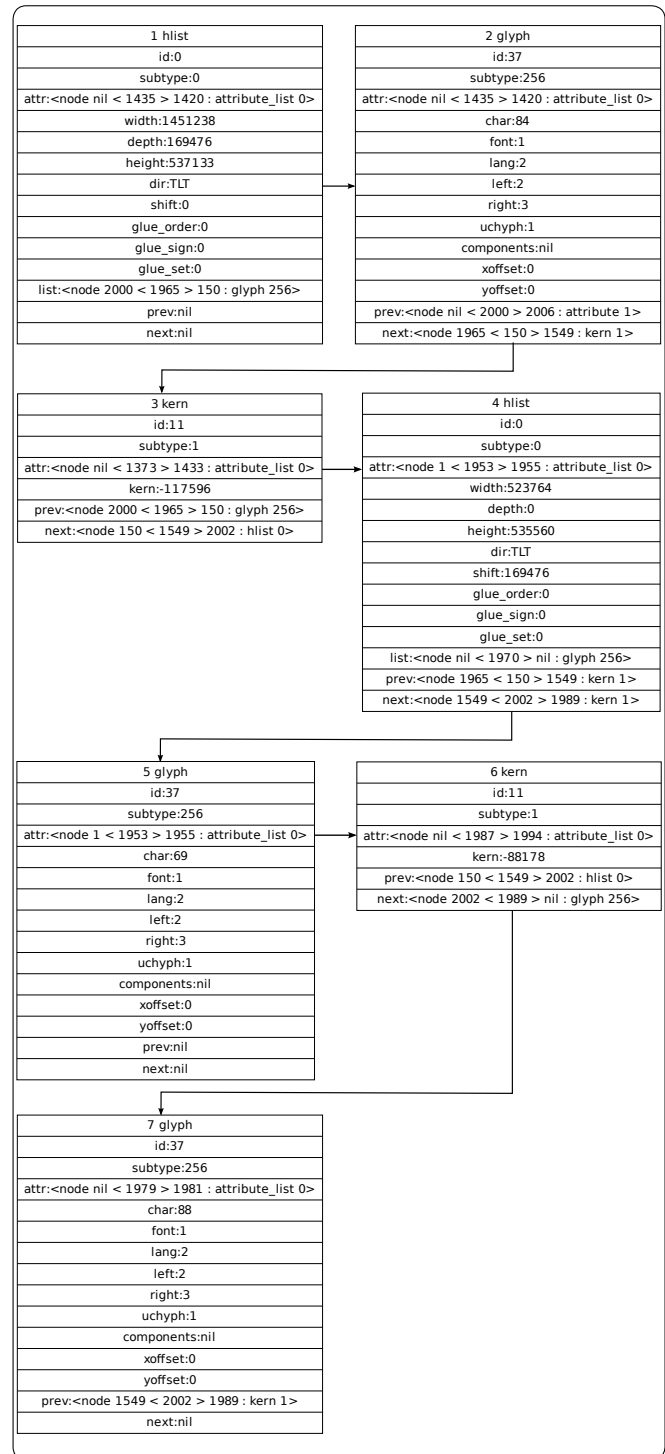 1 hlist
id:0
subtype:0
attr:<node nil < 1435 > 1420 : attribute_list 0>
width:1451238
depth:169476
height:537133
dir:TLT
shift:0
glue_order:0
glue_sign:0
glue_set:0
list:<node 2000 < 1965 > 150 : glyph 256>
prev:nil
next:nil
2 glyph
id:37
subtype:256
attr:<node nil < 1435 > 1420 : attribute_list 0>
char:84
font:1
lang:2
left:2
right:3
uchyph:1
components:nil
xoffset:0
yoffset:0
prev:<node nil < 2000 > 2006 : attribute 1>
next:<node 1965 < 150 > 1549 : kern 1>
3 kern
id:11
subtype:1
attr:<node nil < 1373 > 1433 : attribute_list 0>
kern:-117596
prev:<node 2000 < 1965 > 150 : glyph 256>
next:<node 150 < 1549 > 2002 : hlist 0>
4 hlist
id:0
subtype:0
attr:<node 1 < 1953 > 1955 : attribute_list 0>
width:523764
depth:0
height:535560
dir:TLT
shift:169476
glue_order:0
glue_sign:0
glue_set:0
list:<node nil < 1970 > nil : glyph 256>
prev:<node 1965 < 150 > 1549 : kern 1>
next:<node 1549 < 2002 > 1989 : kern 1>
5 glyph
id:37
subtype:256
attr:<node 1 < 1953 > 1955 : attribute_list 0>
char:69
font:1
lang:2
left:2
right:3
uchyph:1
components:nil
xoffset:0
yoffset:0
prev:nil
next:nil
6 kern
id:11
subtype:1
attr:<node nil < 1987 > 1994 : attribute_list 0>
kern:-88178
prev:<node 150 < 1549 > 2002 : hlist 0>
next:<node 2002 < 1989 > nil : glyph 256>
7 glyph
id:37
subtype:256
attr:<node nil < 1979 > 1981 : attribute_list 0>
char:88
font:1
lang:2
left:2
right:3
uchyph:1
components:nil
xoffset:0
yoffset:0
prev:<node 1549 < 2002 > 1989 : kern 1>
next:nil